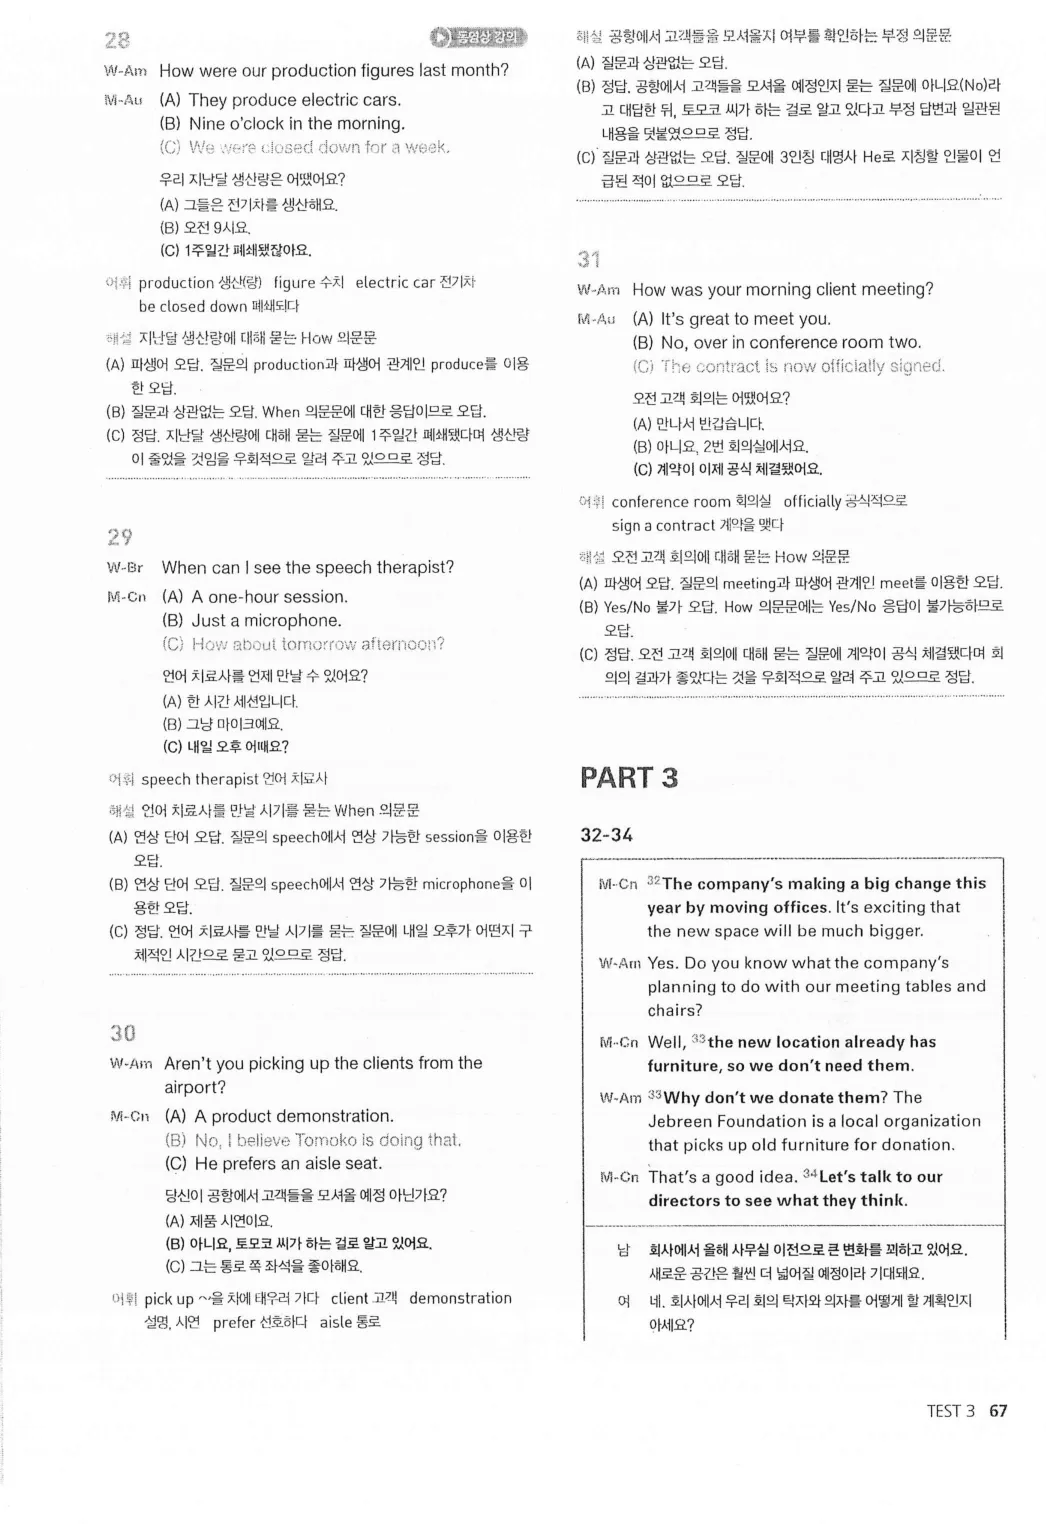 28
동영상 강의
W-Am How were our production figures last month?
M-Au (A) They produce electric cars.
(B) Nine o'clock in the morning.
(C) We were closed down for a week.
우리 지난달 생산량은 어땠어요?
(A) 그들은 전기차를 생산해요.
(B) 오전 9시요.
(C) 1주일간 폐쇄됐잖아요.
어휘 production 생산(량) figure 수치 electric car 전기차
be closed down 폐쇄되다
해설 지난달 생산량에 대해 묻는 How 의문문
(A) 파생어 오답. 질문의 production과 파생어 관계인 produce를 이용
한 오답.
(B) 질문과 상관없는 오답. When 의문문에 대한 응답이므로 오답.
(C) 정답. 지난달 생산량에 대해 묻는 질문에 1주일간 폐쇄됐다며 생산량
이 줄었을 것임을 우회적으로 알려 주고 있으므로 정답.
29
W-Br When can I see the speech therapist?
M-Cn (A) A one-hour session.
(B) Just a microphone.
(C) How about tomorrow afternoon?
언어 치료사를 언제 만날 수 있어요?
(A) 한 시간 세션입니다.
(B) 그냥 마이크예요.
(C) 내일 오후 어때요?
어휘 speech therapist 언어 치료사
해설 언어 치료사를 만날 시기를 묻는 When 의문문
(A) 연상 단어 오답. 질문의 speech에서 연상 가능한 session을 이용한
오답.
(B) 연상 단어 오답. 질문의 speech에서 연상 가능한 microphone을 이
용한 오답.
(C) 정답. 언어 치료사를 만날 시기를 묻는 질문에 내일 오후가 어떤지 구
체적인 시간으로 묻고 있으므로 정답.
30
W-Am Aren't you picking up the clients from the
airport?
M-Cn (A) A product demonstration.
(B) No, I believe Tomoko is doing that.
(C) He prefers an aisle seat.
당신이 공항에서 고객들을 모셔올 예정 아닌가요?
(A) 제품 시연이요.
(B) 아니요, 토모코 씨가 하는 걸로 알고 있어요.
(C) 그는 통로 쪽 좌석을 좋아해요.
어휘 pick up ~을 차에 태우러 가다 client 고객 demonstration
설명, 시연 prefer 선호하다 aisle 통로
해설 공항에서 고객들을 모셔올지 여부를 확인하는 부정 의문문
(A) 질문과 상관없는 오답.
(B) 정답. 공항에서 고객들을 모셔올 예정인지 묻는 질문에 아니요(No)라
고 대답한 뒤, 토모코 씨가 하는 걸로 알고 있다고 부정 답변과 일관된
내용을 덧붙였으므로 정답.
(C) 질문과 상관없는 오답. 질문에 3인칭 대명사 He로 지칭할 인물이 언
급된 적이 없으므로 오답.
31
W-Am How was your morning client meeting?
M-Au (A) It's great to meet you.
(B) No, over in conference room two.
(C) The contract is now officially signed.
오전 고객 회의는 어땠어요?
(A) 만나서 반갑습니다.
(B) 아니요, 2번 회의실에서요.
(C) 계약이 이제 공식 체결됐어요.
어휘 conference room 회의실 officially 공식적으로
sign a contract 계약을 맺다
해설 오전 고객 회의에 대해 묻는 How 의문문
(A) 파생어 오답. 질문의 meeting과 파생어 관계인 meet를 이용한 오답.
(B) Yes/No 불가 오답. How 의문문에는 Yes/No 응답이 불가능하므로
오답.
(C) 정답. 오전 고객 회의에 대해 묻는 질문에 계약이 공식 체결됐다며 회
의의 결과가 좋았다는 것을 우회적으로 알려 주고 있으므로 정답.
PART 3
32-34
M-Cn 32The company's making a big change this
year by moving offices. It's exciting that
the new space will be much bigger.
W-Am Yes. Do you know what the company's
planning to do with our meeting tables and
chairs?
M-Cn Well, 33the new location already has
furniture, so we don't need them.
W-Am 33Why don't we donate them? The
Jebreen Foundation is a local organization
that picks up old furniture for donation.
M-Cn That's a good idea. 34Let's talk to our
directors to see what they think.
남 회사에서 올해 사무실 이전으로 큰 변화를 꾀하고 있어요.
새로운 공간은 훨씬 더 넓어질 예정이라 기대돼요.
여 네. 회사에서 우리 회의 탁자와 의자를 어떻게 할 계획인지
아세요?
TEST 3 67